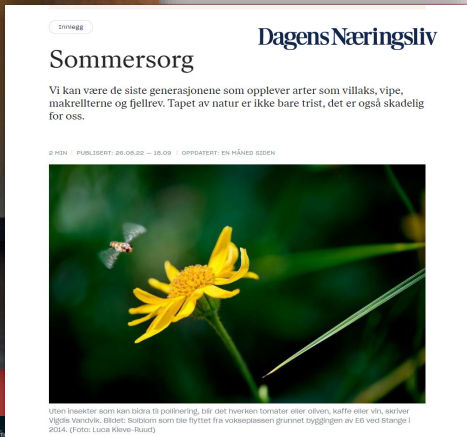 Innlegg
Dagens Næringsliv
Sommersorg
Vi kan være de siste generasjonene som opplever arter som villaks, vipe,
makrellterne og fjellrev. Tapet av natur er ikke bare trist, det er også skadelig
for oss.
2 MIN | PUBLISERT: 26.08.22 — 16.09 | OPPDATERT: EN MÅNED SIDEN
Uten insekter som kan bidra til pollinering, blir det hverken tomater eller oliven, kaffe eller vin, skriver
Vigdis Vandvik. Bildet: Solblom som ble flyttet fra vokseplassen grunnet byggingen av E6 ved Stange i
2014. (Foto: Luca Kleve-Ruud)